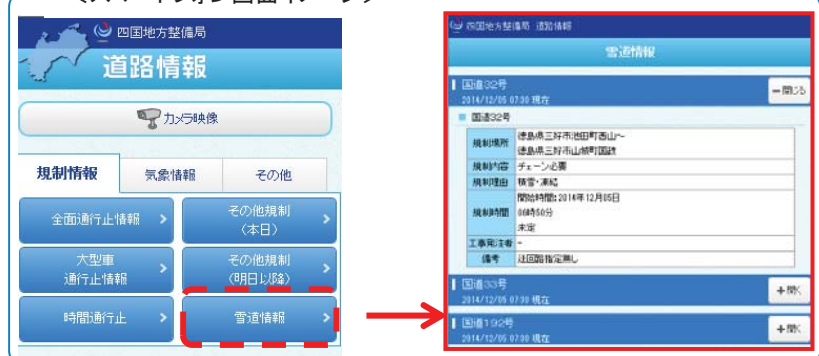 四国地方整備局
道路情報
カメラ映像
規制情報
気象情報
その他
全面通行止情報
その他規制
(本日)
大型車
通行止情報
その他規制
(明日以降)
時間通行止
雪道情報
四国地方整備局 道路情報
雪道情報
国道32号
2014/12/05 07:30 現在
ー閉じる
国道32号
規制場所
徳島県三好市池田町西山~
徳島県三好市山城町国政
規制内容
チェーン必要
規制理由
積雪・凍結
規制時間
開始時間:2014年12月05日
06時50分
未定
工事発注者
-
備考
迂回路指定無し
国道33号
2014/12/05 07:30 現在
+開く
国道192号
2014/12/05 07:30 現在
+開く